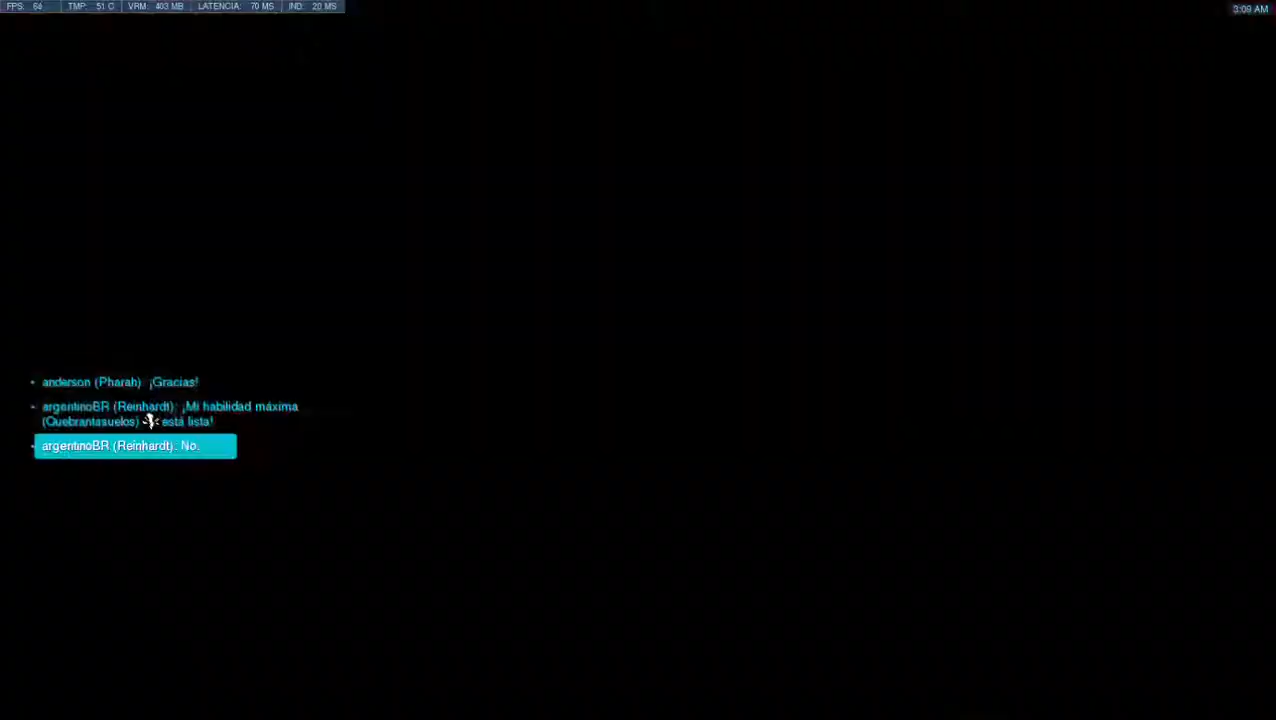 FPS: 64 TMP: 51 C VRM: 403 MB LATENCIA: 70 MS IND: 20 MS
3:09 AM
anderson (Pharah): ¡Gracias!
argentinoBR (Reinhardt): ¡Mi habilidad máxima
(Quebrantasuelos) está lista!
argentinoBR (Reinhardt): No.